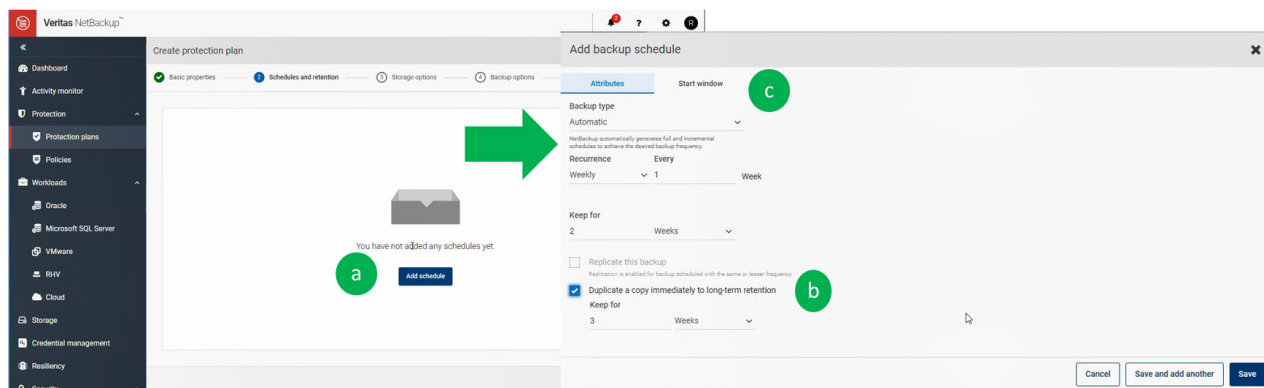 Veritas NetBackup™
3
?
R
«
Dashboard
Activity monitor
Protection
Protection plans
Policies
Workloads
Oracle
Microsoft SQL Server
VMware
RHV
Cloud
Storage
Credential management
Resiliency
Create protection plan
Basic properties
2 Schedules and retention
3 Storage options
4 Backup options
You have not added any schedules yet.
a
Add schedule
Add backup schedule
Attributes
Start window
c
Backup type
Automatic
NetBackup automatically generates full and incremental
schedules to achieve the desired backup frequency.
Recurrence Every
Weekly 1 Week
Keep for
2 Weeks
Replicate this backup
Replication is enabled for backup scheduled with the same or lesser frequency
Duplicate a copy immediately to long-term retention
b
Keep for
3 Weeks
Cancel
Save and add another
Save